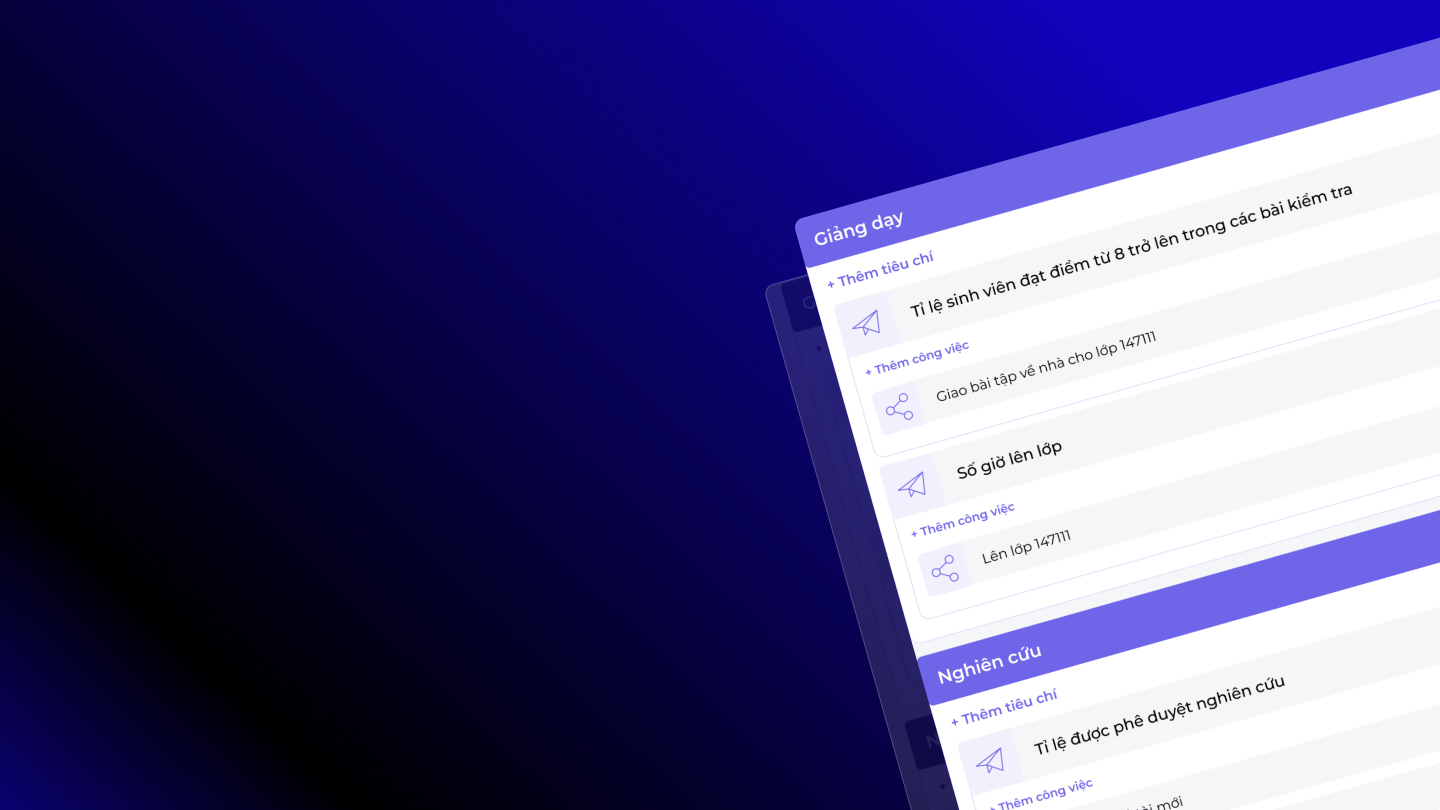 Giảng dạy
+ Thêm tiêu chí
Tỉ lệ sinh viên đạt điểm từ 8 trở lên trong các bài kiểm tra
+ Thêm công việc
Giao bài tập về nhà cho lớp 147111
Số giờ lên lớp
+ Thêm công việc
Lên lớp 147111
Nghiên cứu
+ Thêm tiêu chí
Tỉ lệ được phê duyệt nghiên cứu
+ Thêm công việc
mới